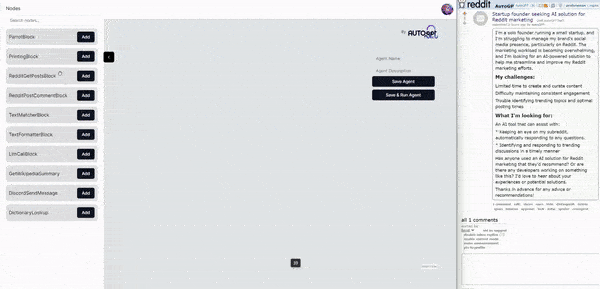 Nodes
Search nodes...
ParrotBlock Add
PrintingBlock Add
RedditGetPostsBlock Add
RedditPostCommentBlock Add
TextMatcherBlock Add
TextFormatterBlock Add
LlmCallBlock Add
GetWikipediaSummary Add
DiscordSendMessage Add
DictionaryLookup Add
By AUTOGPT
Agent Name
Agent Description
Save Agent
Save & Run Agent
reddit AutoGP
Startup founder seeking AI solution for
Reddit marketing
I'm a solo founder running a small startup, and
I'm struggling to manage my brand's social
media presence, particularly on Reddit. The
marketing workload is becoming overwhelming,
and I'm looking for an AI-powered solution to
help me streamline and improve my Reddit
marketing efforts.
My challenges:
Limited time to create and curate content
Difficulty maintaining consistent engagement
Trouble identifying trending topics and optimal
posting times
What I'm looking for:
An AI tool that can assist with:
* Keeping an eye on my subreddit,
automatically responding to any questions.
* Identifying and responding to trending
discussions in a timely manner
Has anyone used an AI solution for Reddit
marketing that they'd recommend? Or are
there any developers working on something
like this? I'd love to hear about your
experiences or potential solutions.
Thanks in advance for any advice or
recommendations!
all 1 comments